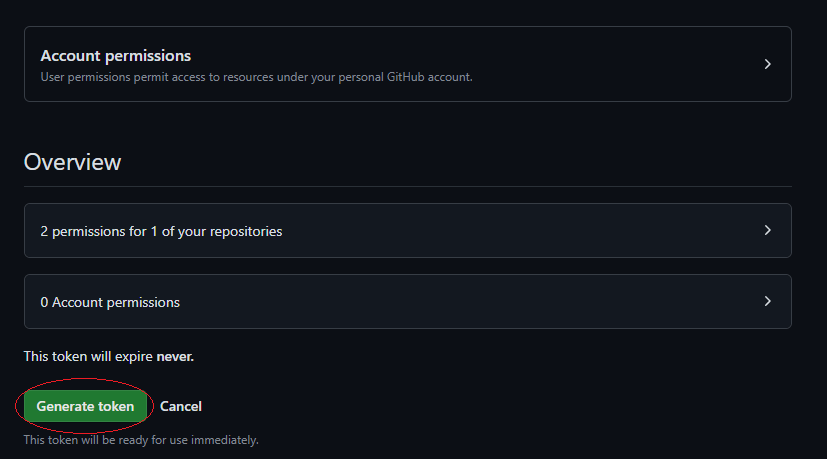 Account permissions
User permissions permit access to resources under your personal GitHub account.
Overview
2 permissions for 1 of your repositories
0 Account permissions
This token will expire never.
Generate token Cancel
This token will be ready for use immediately.